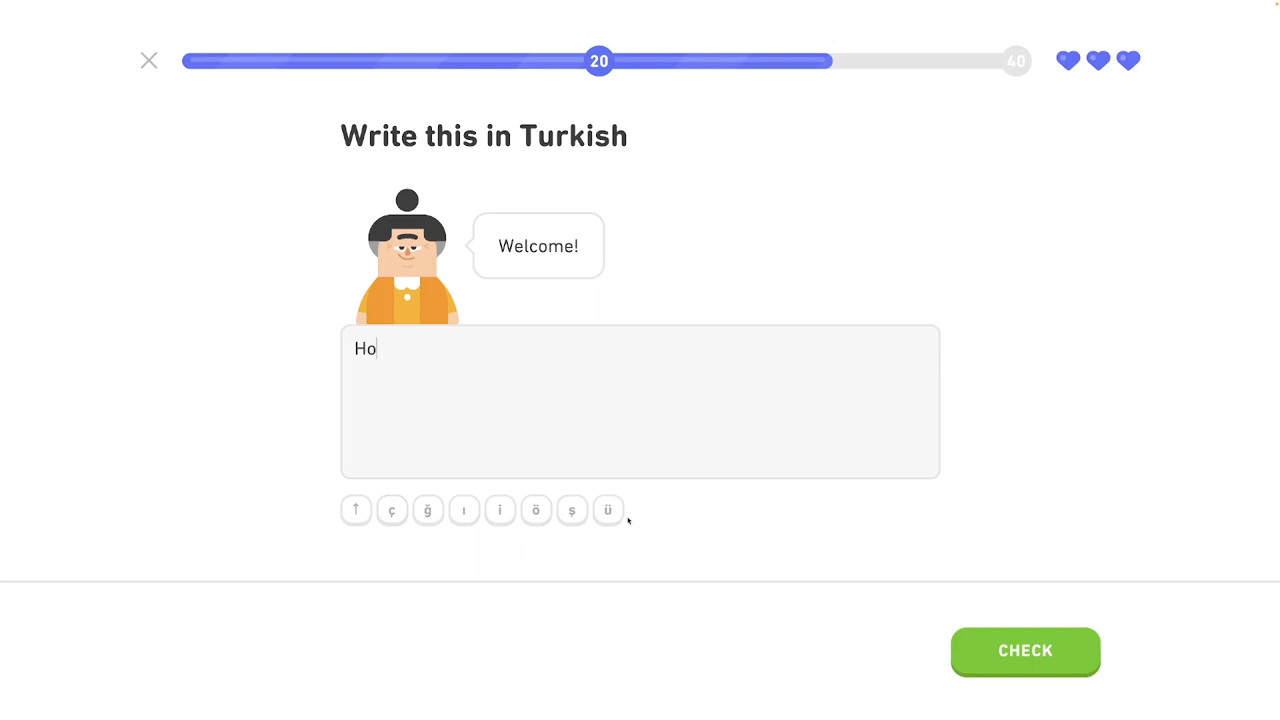 20
40
Write this in Turkish
Welcome!
Ho
↑ ç ğ ı i ö ş ü
CHECK